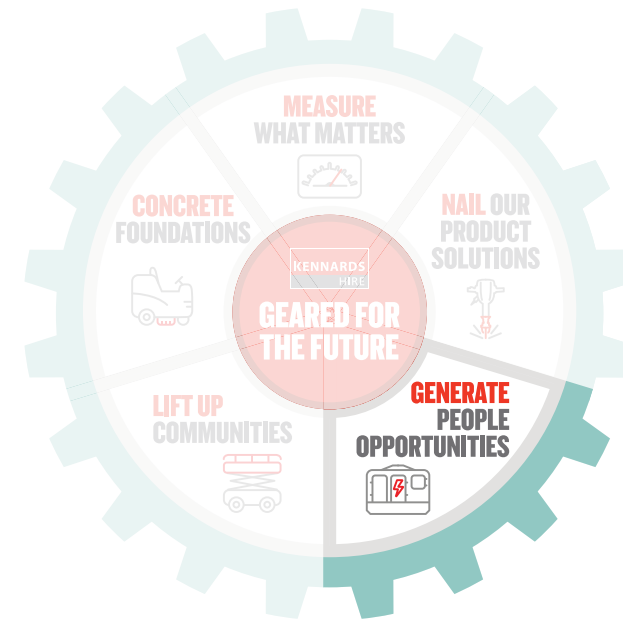 MEASURE
WHAT MATTERS
CONCRETE
FOUNDATIONS
NAIL OUR
PRODUCT
SOLUTIONS
KENNARDS
HIRE
GEARED FOR
THE FUTURE
LIFT UP
COMMUNITIES
GENERATE
PEOPLE
OPPORTUNITIES